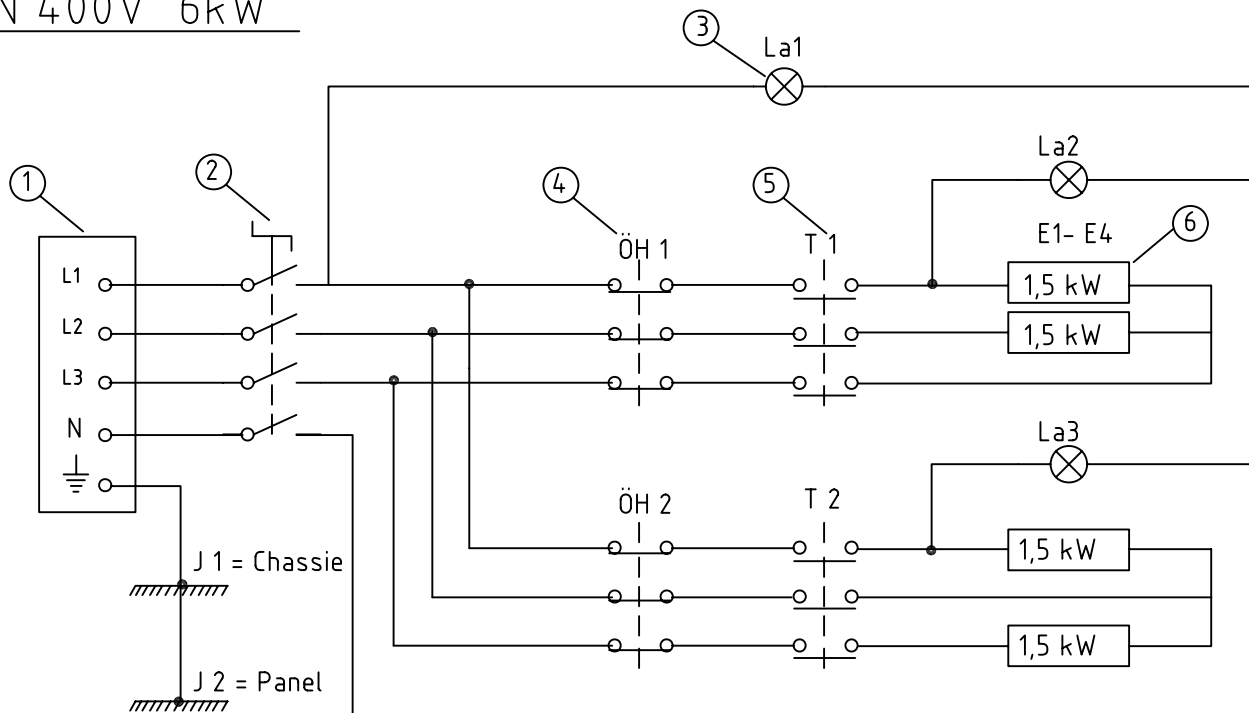 N 400V 6kW
3
La1
La2
1
2
4
5
6
ÖH 1
T 1
E1- E4
L1
1,5 kW
L2
1,5 kW
L3
N
La3
ÖH 2
T 2
1,5 kW
J 1 = Chassie
1,5 kW
J 2 = Panel